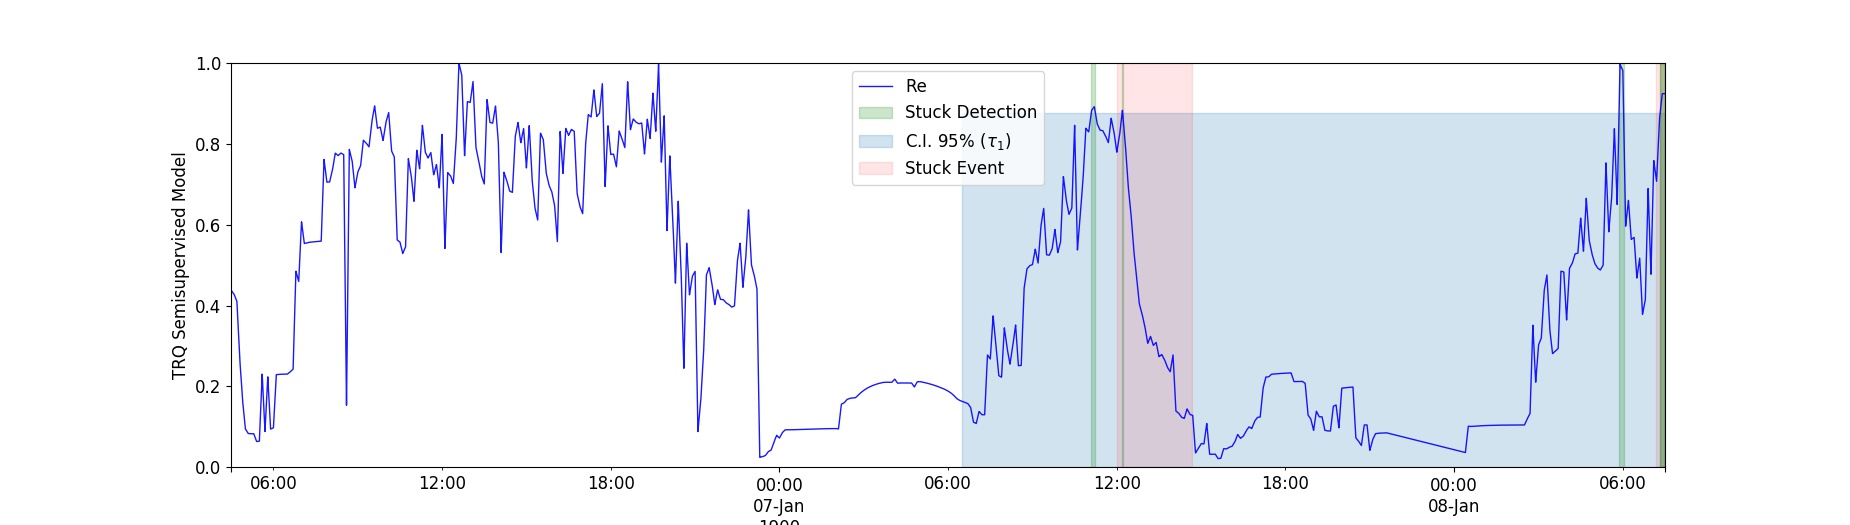 1.0
0.8
0.6
0.4
0.2
0.0
TRQ Semisupervised Model
Re
Stuck Detection
C.I. 95% (τ₁)
Stuck Event
06:00
12:00
18:00
00:00
07-Jan
06:00
12:00
18:00
00:00
08-Jan
06:00